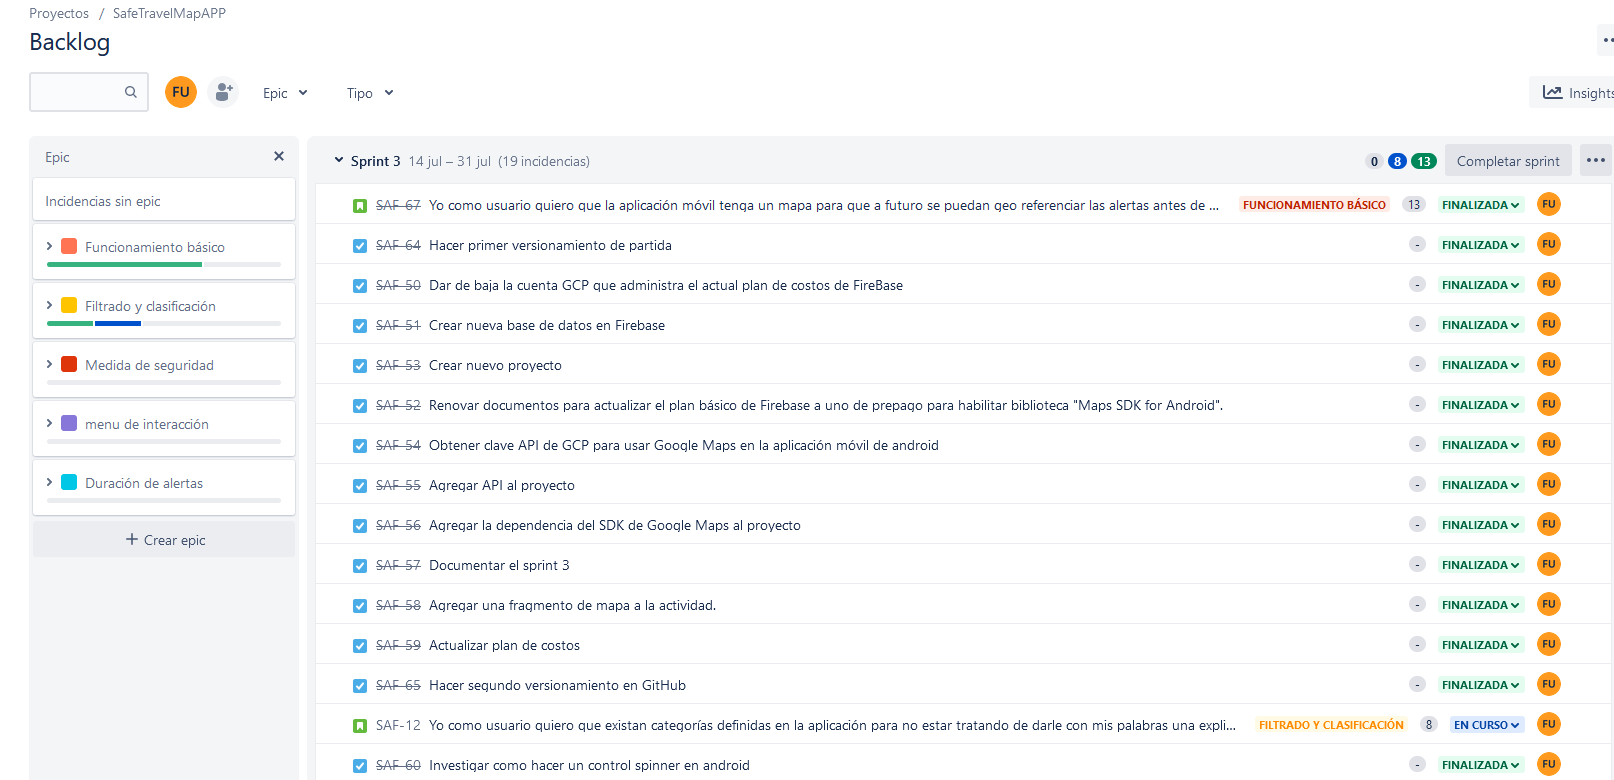 Proyectos / SafeTravelMapAPP
Backlog
FU
Epic
Tipo
Insights
Epic
Incidencias sin epic
Funcionamiento básico
Filtrado y clasificación
Medida de seguridad
menu de interacción
Duración de alertas
+ Crear epic
Sprint 3 14 jul – 31 jul (19 incidencias) 0 8 13 Completar sprint
SAF-67 Yo como usuario quiero que la aplicación móvil tenga un mapa para que a futuro se puedan geo referenciar las alertas antes de ... FUNCIONAMIENTO BÁSICO 13 FINALIZADA FU
SAF-64 Hacer primer versionamiento de partida - FINALIZADA FU
SAF-50 Dar de baja la cuenta GCP que administra el actual plan de costos de FireBase - FINALIZADA FU
SAF-51 Crear nueva base de datos en Firebase - FINALIZADA FU
SAF-53 Crear nuevo proyecto - FINALIZADA FU
SAF-52 Renovar documentos para actualizar el plan básico de Firebase a uno de prepago para habilitar biblioteca "Maps SDK for Android". - FINALIZADA FU
SAF-54 Obtener clave API de GCP para usar Google Maps en la aplicación móvil de android - FINALIZADA FU
SAF-55 Agregar API al proyecto - FINALIZADA FU
SAF-56 Agregar la dependencia del SDK de Google Maps al proyecto - FINALIZADA FU
SAF-57 Documentar el sprint 3 - FINALIZADA FU
SAF-58 Agregar una fragmento de mapa a la actividad. - FINALIZADA FU
SAF-59 Actualizar plan de costos - FINALIZADA FU
SAF-65 Hacer segundo versionamiento en GitHub - FINALIZADA FU
SAF-12 Yo como usuario quiero que existan categorías definidas en la aplicación para no estar tratando de darle con mis palabras una expli... FILTRADO Y CLASIFICACIÓN 8 EN CURSO FU
SAF-60 Investigar como hacer un control spinner en android - FINALIZADA FU